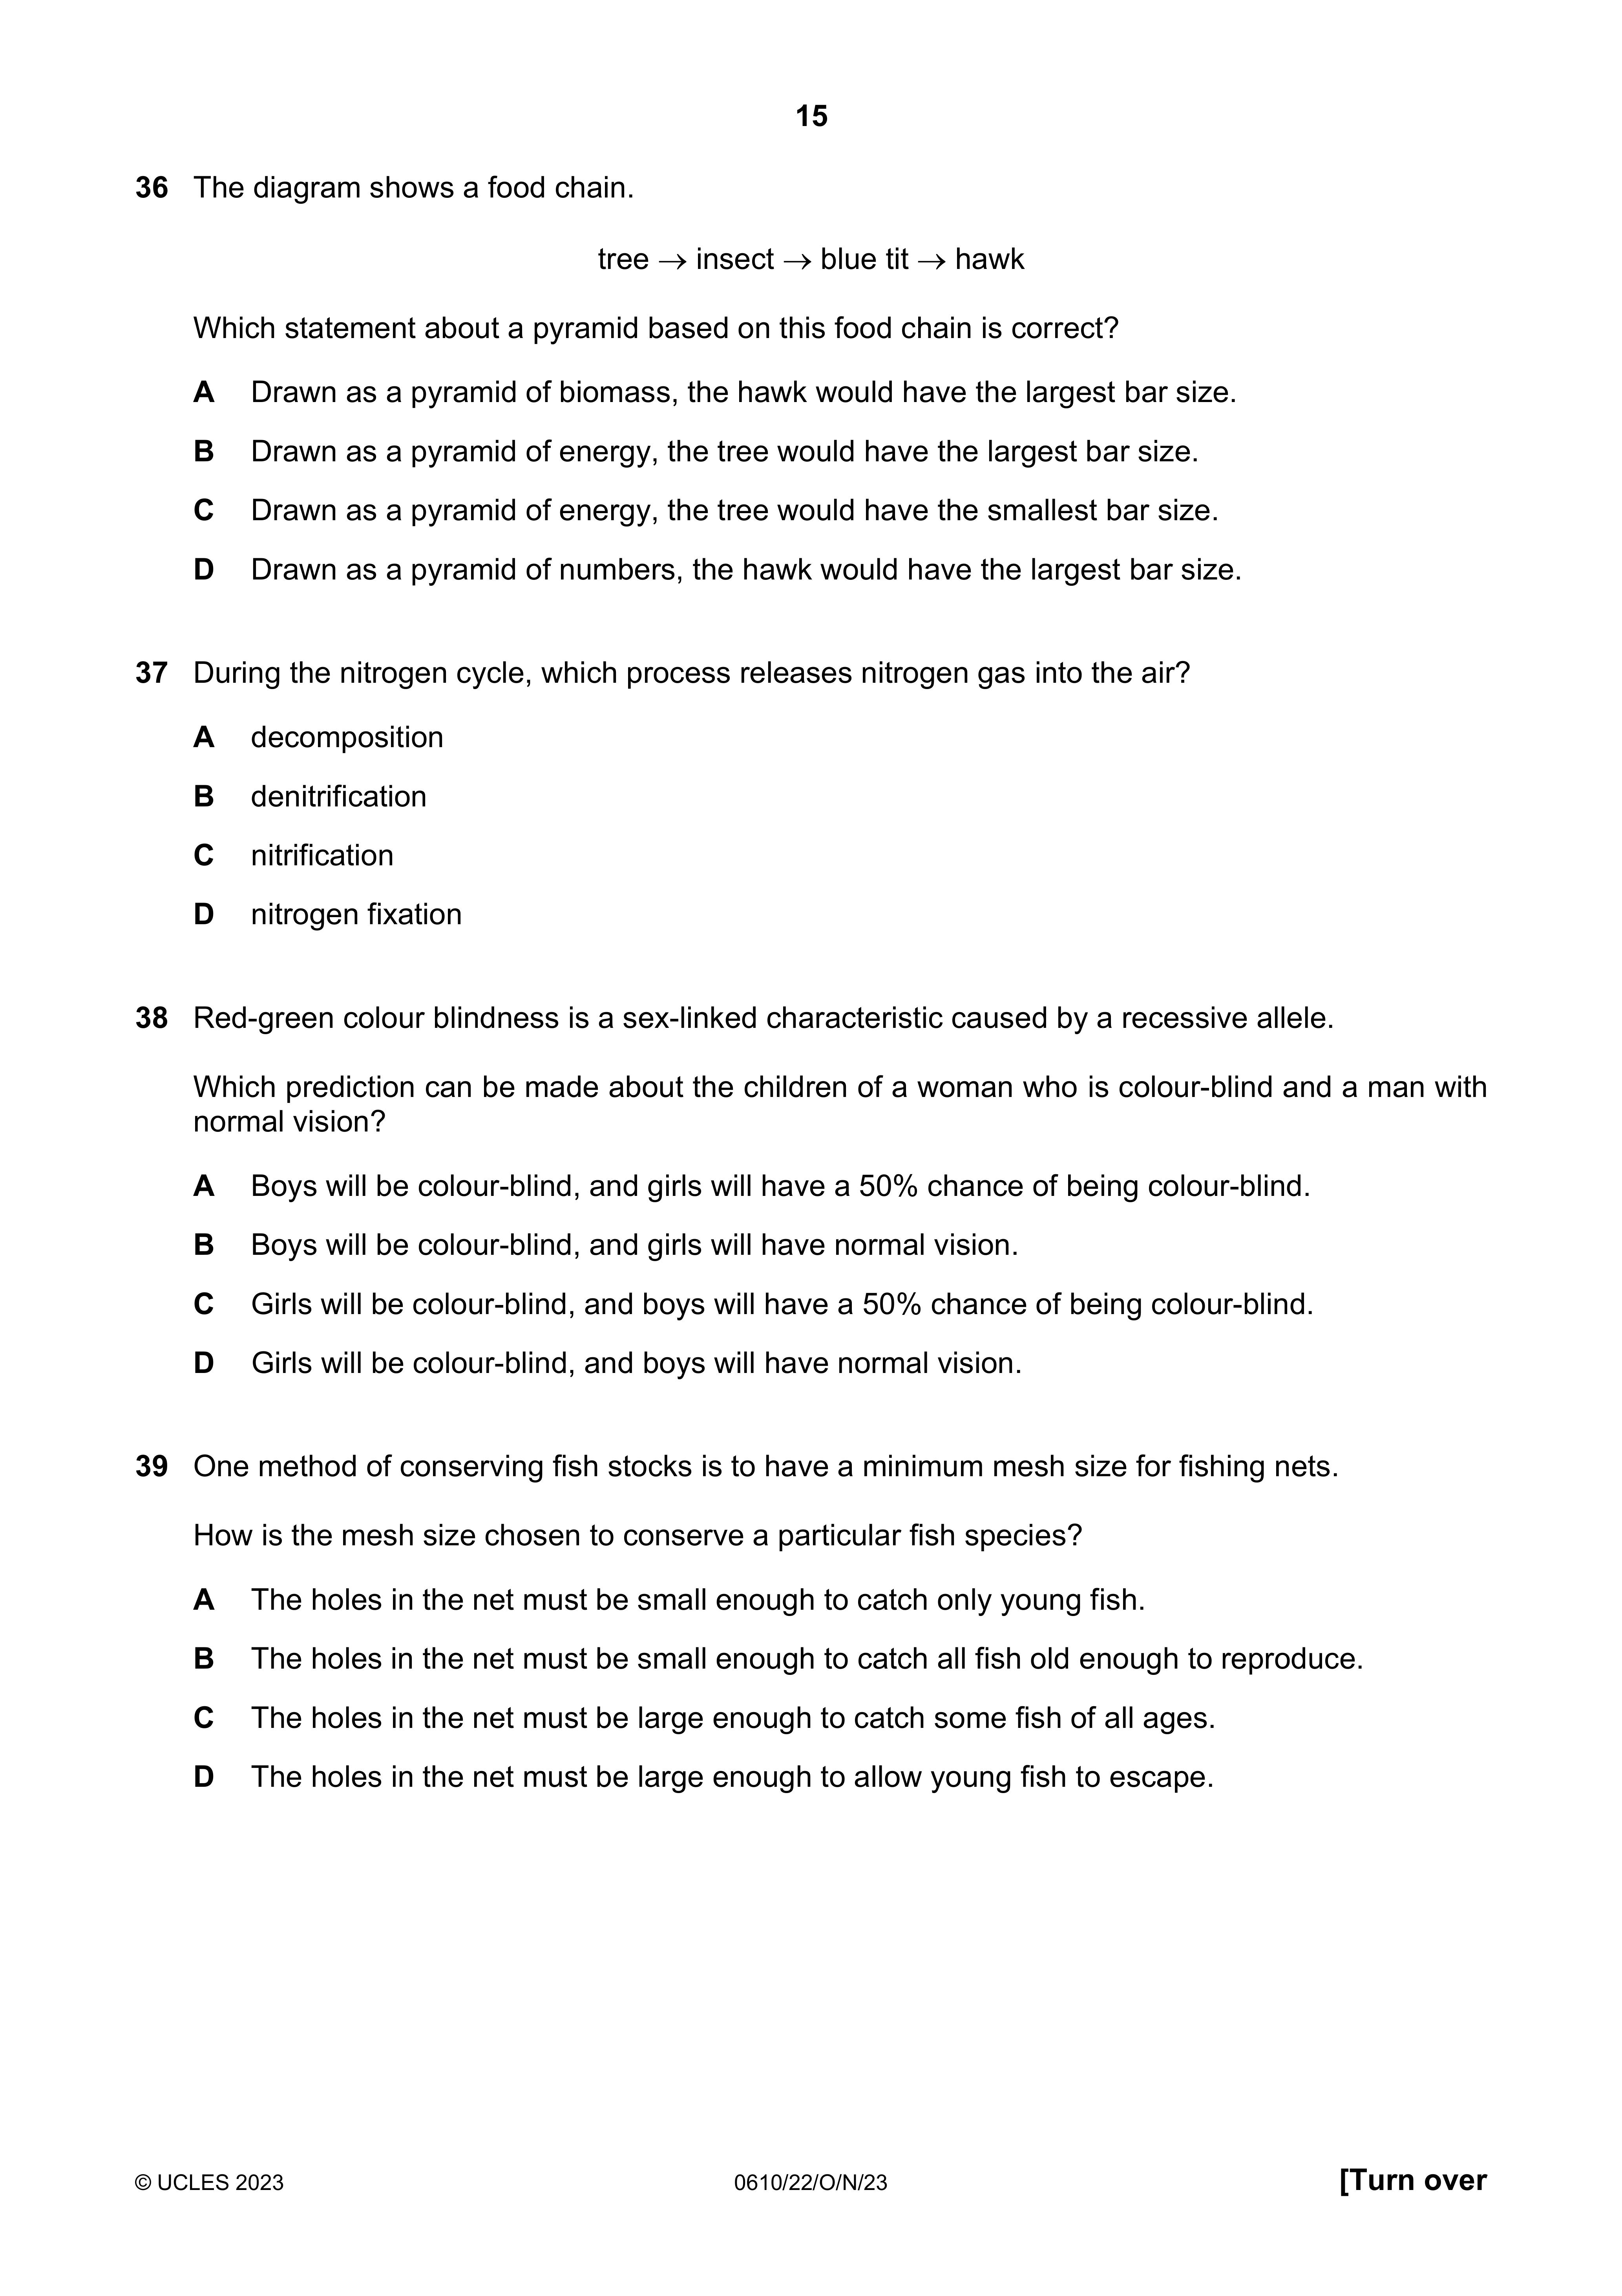 15
36 The diagram shows a food chain.
tree → insect → blue tit → hawk
Which statement about a pyramid based on this food chain is correct?
A Drawn as a pyramid of biomass, the hawk would have the largest bar size.
B Drawn as a pyramid of energy, the tree would have the largest bar size.
C Drawn as a pyramid of energy, the tree would have the smallest bar size.
D Drawn as a pyramid of numbers, the hawk would have the largest bar size.
37 During the nitrogen cycle, which process releases nitrogen gas into the air?
A decomposition
B denitrification
C nitrification
D nitrogen fixation
38 Red-green colour blindness is a sex-linked characteristic caused by a recessive allele.
Which prediction can be made about the children of a woman who is colour-blind and a man with
normal vision?
A Boys will be colour-blind, and girls will have a 50% chance of being colour-blind.
B Boys will be colour-blind, and girls will have normal vision.
C Girls will be colour-blind, and boys will have a 50% chance of being colour-blind.
D Girls will be colour-blind, and boys will have normal vision.
39 One method of conserving fish stocks is to have a minimum mesh size for fishing nets.
How is the mesh size chosen to conserve a particular fish species?
A The holes in the net must be small enough to catch only young fish.
B The holes in the net must be small enough to catch all fish old enough to reproduce.
C The holes in the net must be large enough to catch some fish of all ages.
D The holes in the net must be large enough to allow young fish to escape.
© UCLES 2023 0610/22/O/N/23 [Turn over